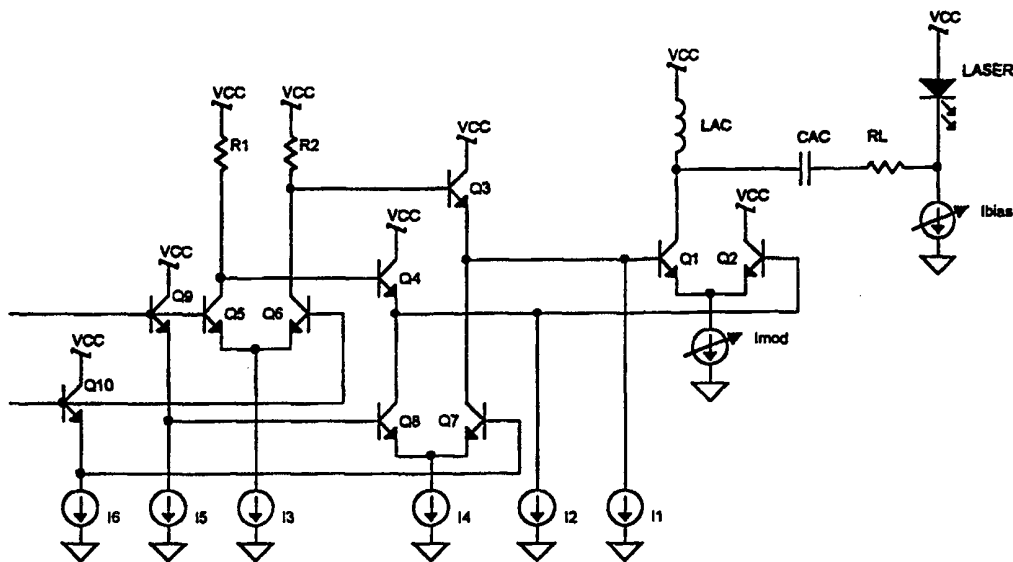 VCC
VCC
LASER
VCC
VCC
LAC
CAC
RL
R1
R2
VCC
Q3
VCC
VCC
Ibias
VCC
Q4
Q1
Q2
Q9
Q5
Q6
VCC
Imod
Q10
Q8
Q7
I6
I5
I3
I4
I2
I1